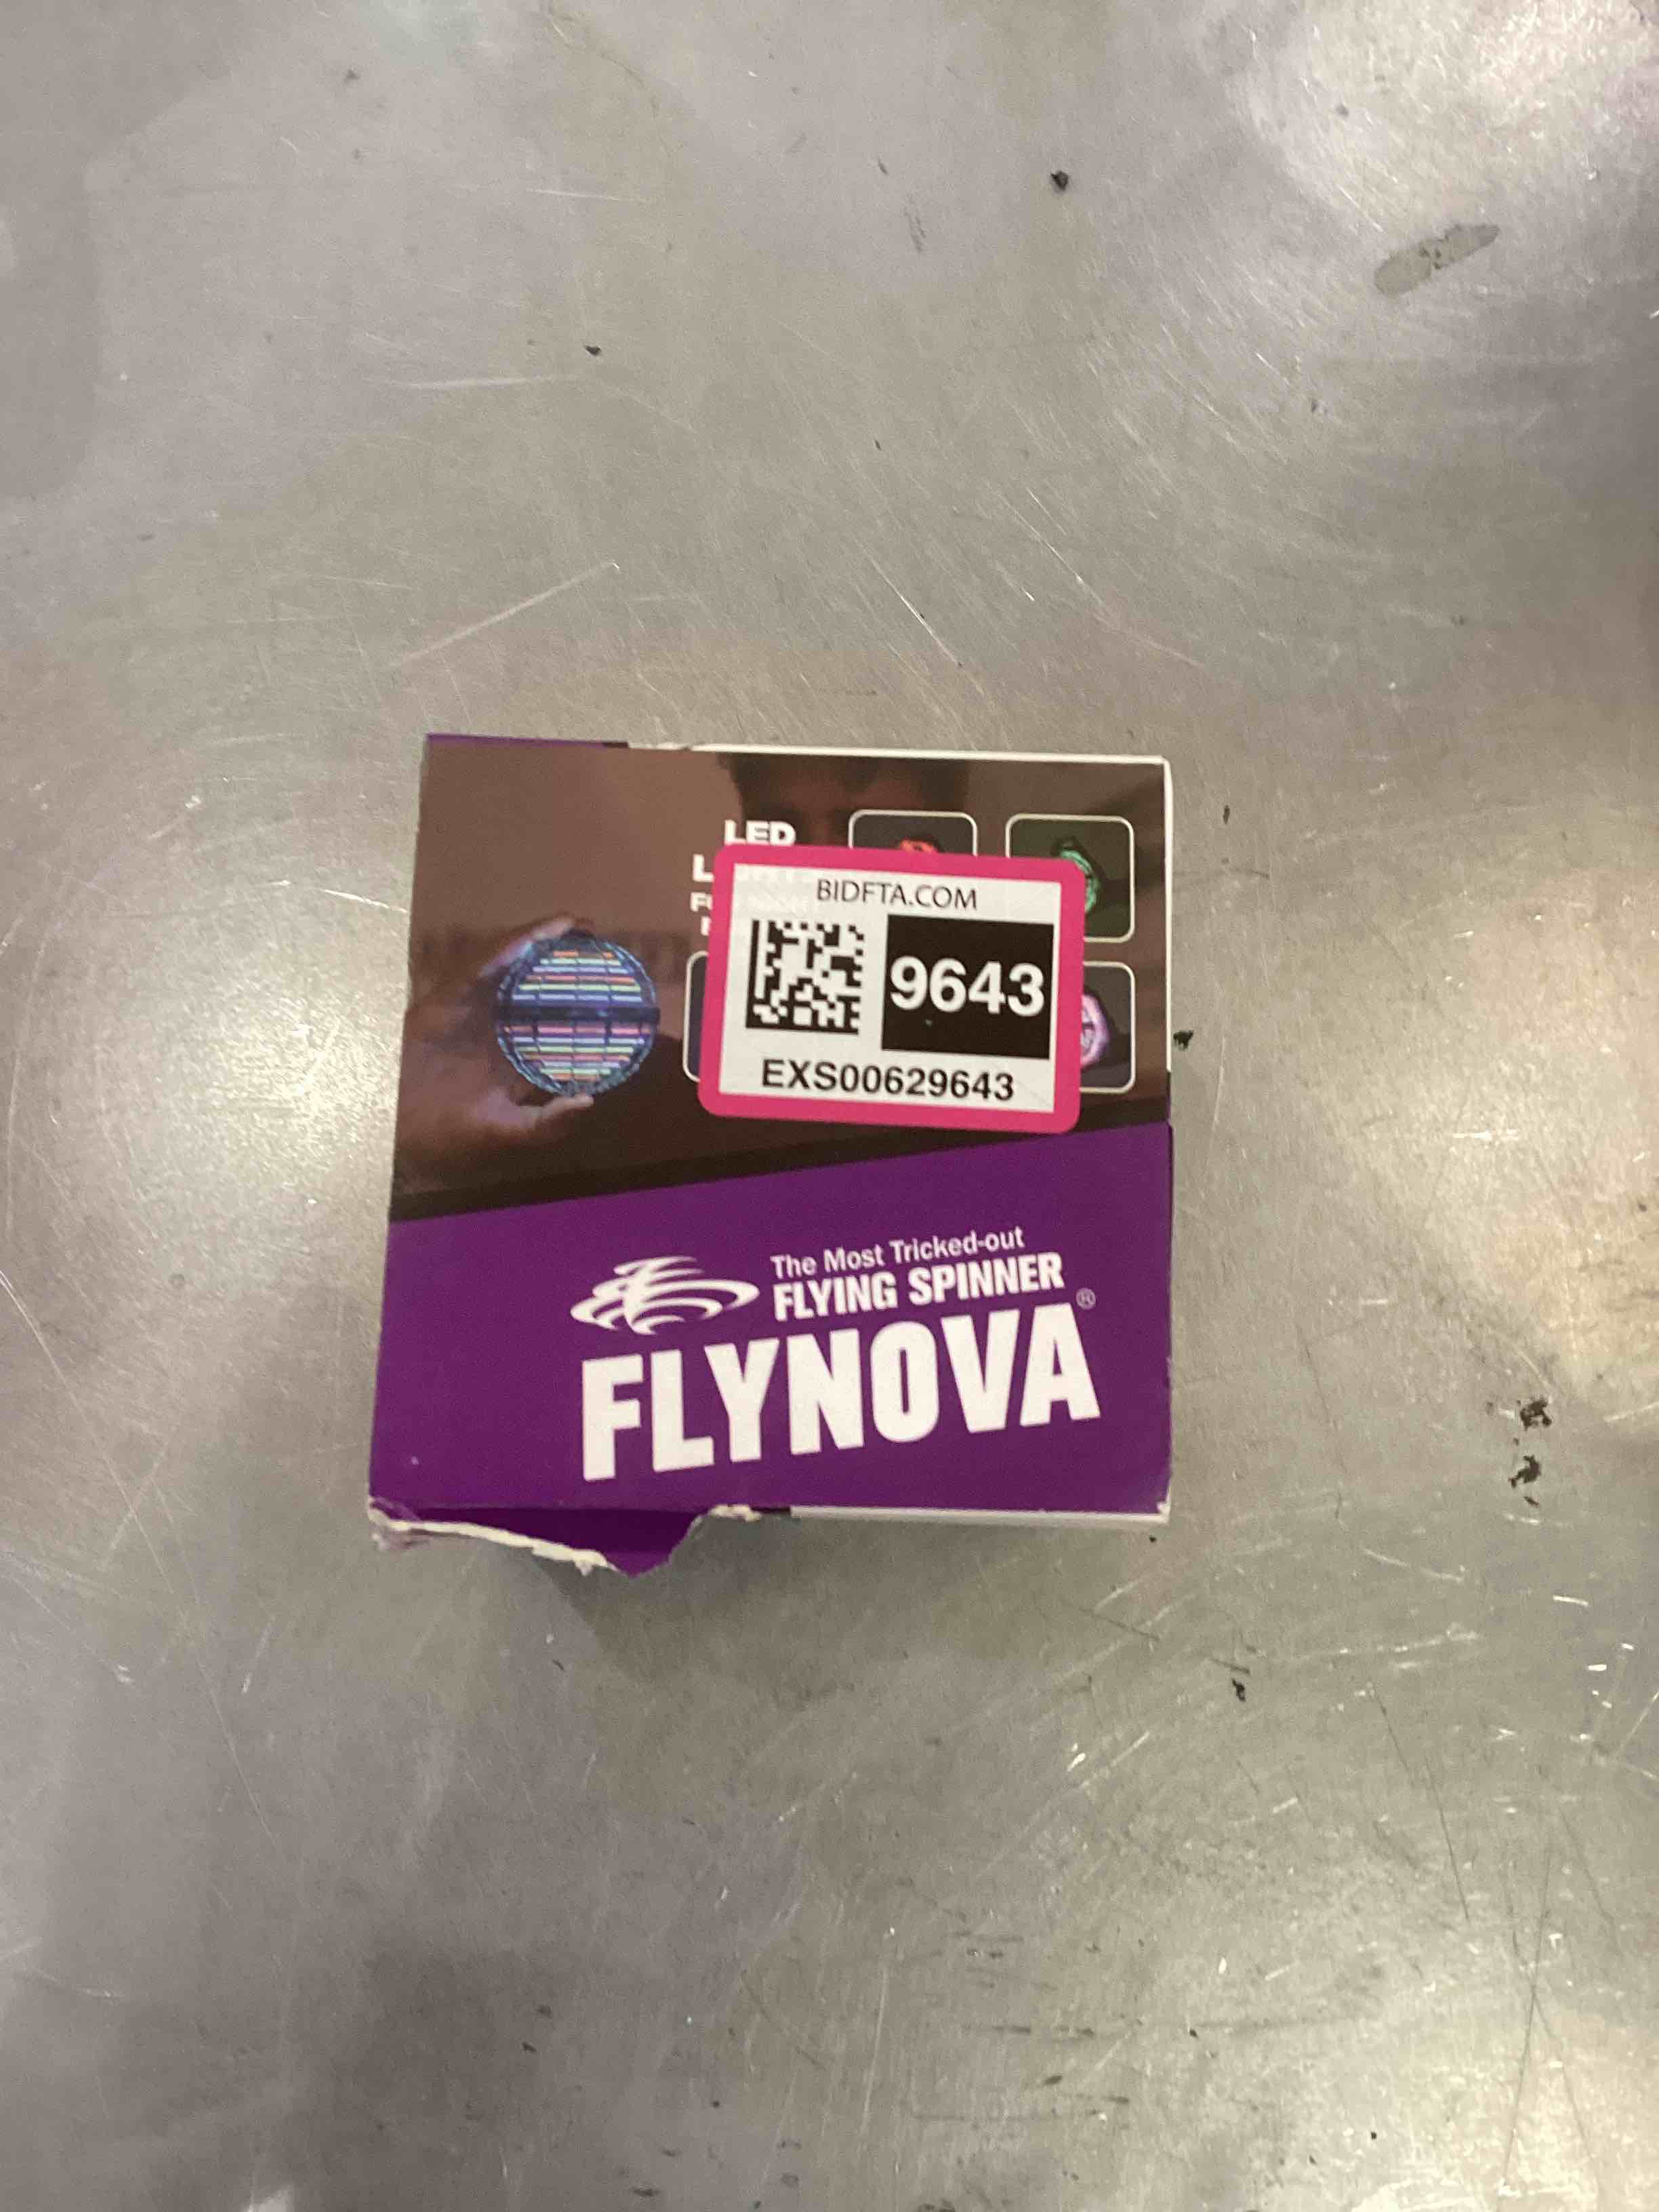 LED
BIDFTA.COM
9643
EXS00629643
The Most Tricked-out
FLYING SPINNER
FLYNOVA®